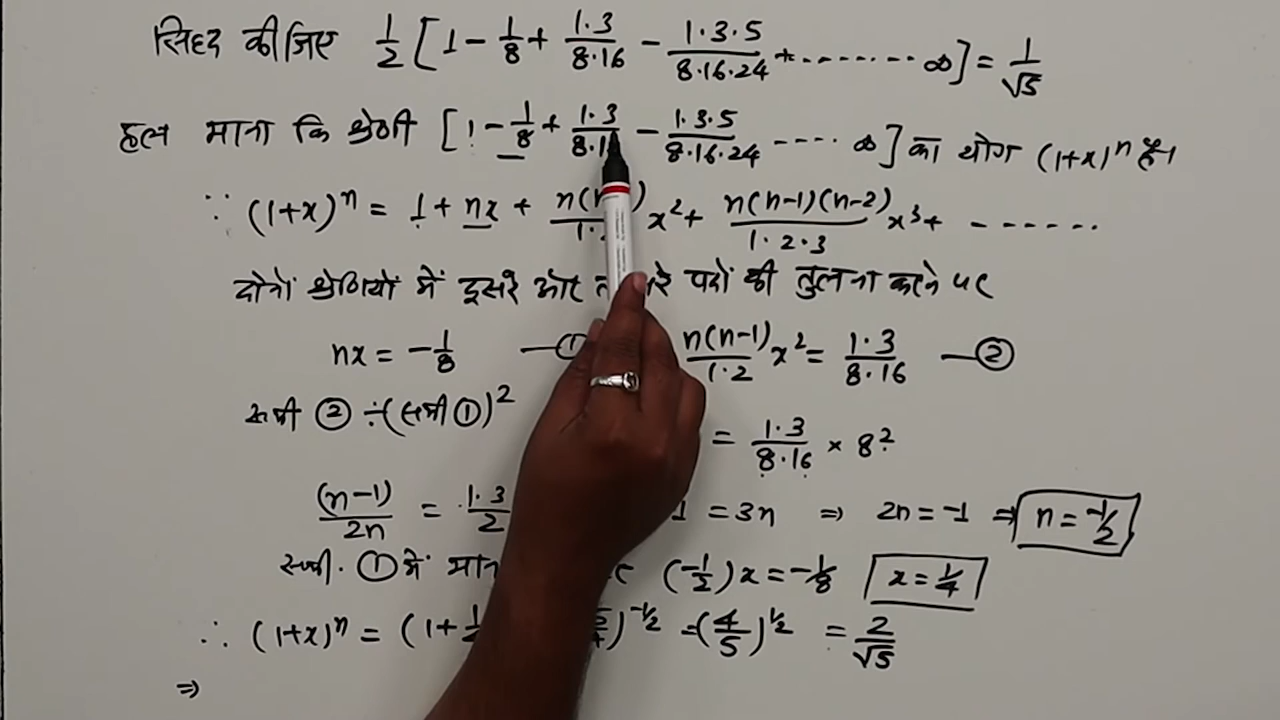 सिद्ध कीजिए 1/2 [1 - 1/8 + 1·3/8·16 - 1·3·5/8·16·24 + ....... ∞] = 1/√5
हल माना कि श्रेणी [1 - 1/8 + 1·3/8·1 - 1·3·5/8·16·24 ---- ∞] का योग (1+x)^n है।
∵ (1+x)^n = 1 + nx + n(n /1· x² + n(n-1)(n-2)/1·2·3 x³ + ------
दोनों श्रेणियों में दूसरे और पदों की तुलना करने पर
nx = -1/8 —① n(n-1)/1·2 x² = 1·3/8·16 —②
समी ② ÷ (समी ①)² = 1·3/8·16 × 8²
(n-1)/2n = 1·3/2 1 = 3n ⇒ 2n = -1 ⇒ n = -1/2
समी. ① में (-1/2)x = -1/8 x = 1/4
∴ (1+x)^n = (1+ )^-1/2 = (4/5)^1/2 = 2/√5
⇒